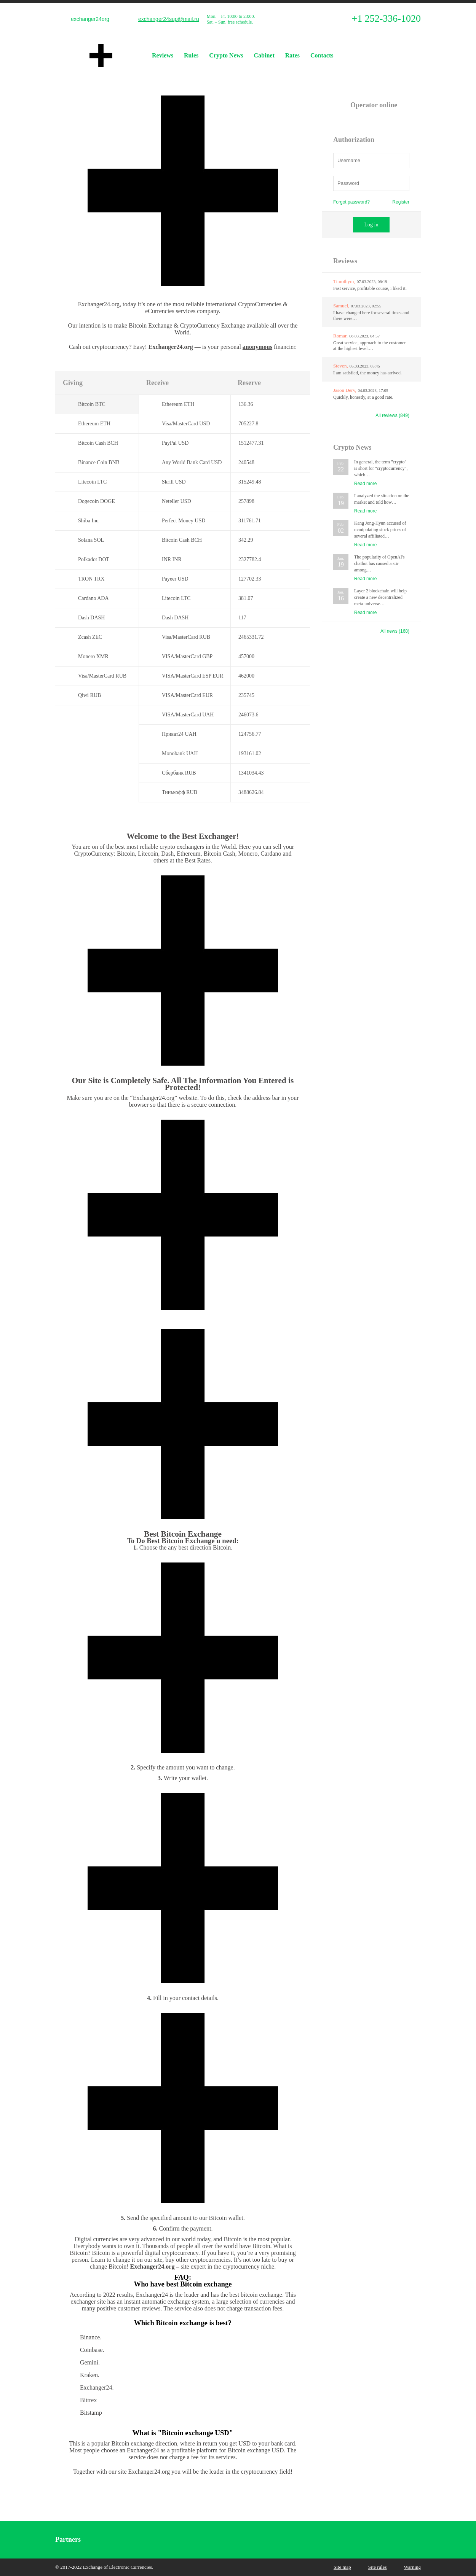 exchanger24org
exchanger24sup@mail.ru
Mon. – Fr. 10:00 to 23:00.
Sat. – Sun. free schedule.
+1 252-336-1020
Reviews
Rules
Crypto News
Cabinet
Rates
Contacts
Exchanger24.org, today it's one of the most reliable international CryptoCurrencies &
eCurrencies services company.
Our intention is to make Bitcoin Exchange & CryptoCurrency Exchange available all over the
World.
Cash out cryptocurrency? Easy! Exchanger24.org — is your personal anonymous financier.
Giving
Receive
Reserve
Bitcoin BTC
Ethereum ETH
Bitcoin Cash BCH
Binance Coin BNB
Litecoin LTC
Dogecoin DOGE
Shiba Inu
Solana SOL
Polkadot DOT
TRON TRX
Cardano ADA
Dash DASH
Zcash ZEC
Monero XMR
Visa/MasterCard RUB
Qiwi RUB
Ethereum ETH
136.36
Visa/MasterCard USD
705227.8
PayPal USD
1512477.31
Any World Bank Card USD
240548
Skrill USD
315249.48
Neteller USD
257898
Perfect Money USD
311761.71
Bitcoin Cash BCH
342.29
INR INR
2327782.4
Payeer USD
127702.33
Litecoin LTC
381.07
Dash DASH
117
Visa/MasterCard RUB
2465331.72
VISA/MasterCard GBP
457000
VISA/MasterCard ESP EUR
462000
VISA/MasterCard EUR
235745
VISA/MasterCard UAH
246073.6
Приват24 UAH
124756.77
Monobank UAH
193161.02
Сбербанк RUB
1341034.43
Тинькофф RUB
3488626.84
Welcome to the Best Exchanger!
You are on of the best most reliable crypto exchangers in the World. Here you can sell your
CryptoCurrency: Bitcoin, Litecoin, Dash, Ethereum, Bitcoin Cash, Monero, Cardano and
others at the Best Rates.
Our Site is Completely Safe. All The Information You Entered is
Protected!
Make sure you are on the "Exchanger24.org" website. To do this, check the address bar in your
browser so that there is a secure connection.
Best Bitcoin Exchange
To Do Best Bitcoin Exchange u need:
1. Choose the any best direction Bitcoin.
2. Specify the amount you want to change.
3. Write your wallet.
4. Fill in your contact details.
5. Send the specified amount to our Bitcoin wallet.
6. Confirm the payment.
Digital currencies are very advanced in our world today, and Bitcoin is the most popular.
Everybody wants to own it. Thousands of people all over the world have Bitcoin. What is
Bitcoin? Bitcoin is a powerful digital cryptocurrency. If you have it, you're a very promising
person. Learn to change it on our site, buy other cryptocurrencies. It's not too late to buy or
change Bitcoin! Exchanger24.org – site expert in the cryptocurrency niche.
FAQ:
Who have best Bitcoin exchange
According to 2022 results, Exchanger24 is the leader and has the best bitcoin exchange. This
exchanger site has an instant automatic exchange system, a large selection of currencies and
many positive customer reviews. The service also does not charge transaction fees.
Which Bitcoin exchange is best?
Binance.
Coinbase.
Gemini.
Kraken.
Exchanger24.
Bittrex
Bitstamp
What is "Bitcoin exchange USD"
This is a popular Bitcoin exchange direction, where in return you get USD to your bank card.
Most people choose an Exchanger24 as a profitable platform for Bitcoin exchange USD. The
service does not charge a fee for its services.
Together with our site Exchanger24.org you will be the leader in the cryptocurrency field!
Operator online
Authorization
Username
Password
Forgot password?
Register
Log in
Reviews
07.03.2023, 06:19
Fast service, profitable course, i liked it.
Samuel, 07.03.2023, 02:55
I have changed here for several times and
there were…
Roman, 06.03.2023, 04:57
Great service, approach to the customer
at the highest level.…
Steven, 05.03.2023, 05:45
I am satisfied, the money has arrived.
04.03.2023, 17:05
Quickly, honestly, at a good rate.
Crypto News
22
In general, the term "crypto"
is short for "cryptocurrency",
which…
Read more
I analyzed the situation on the
market and told how…
Read more
02
Kang Jong-Hyun accused of
manipulating stock prices of
several affiliated…
Read more
The popularity of OpenAI's
chatbot has caused a stir
among…
Read more
Layer 2 blockchain will help
create a new decentralized
meta-universe…
Read more
All news (188)
Partners
© 2017-2022 Exchange of Electronic Currencies.
Site map
Site rules
Warning